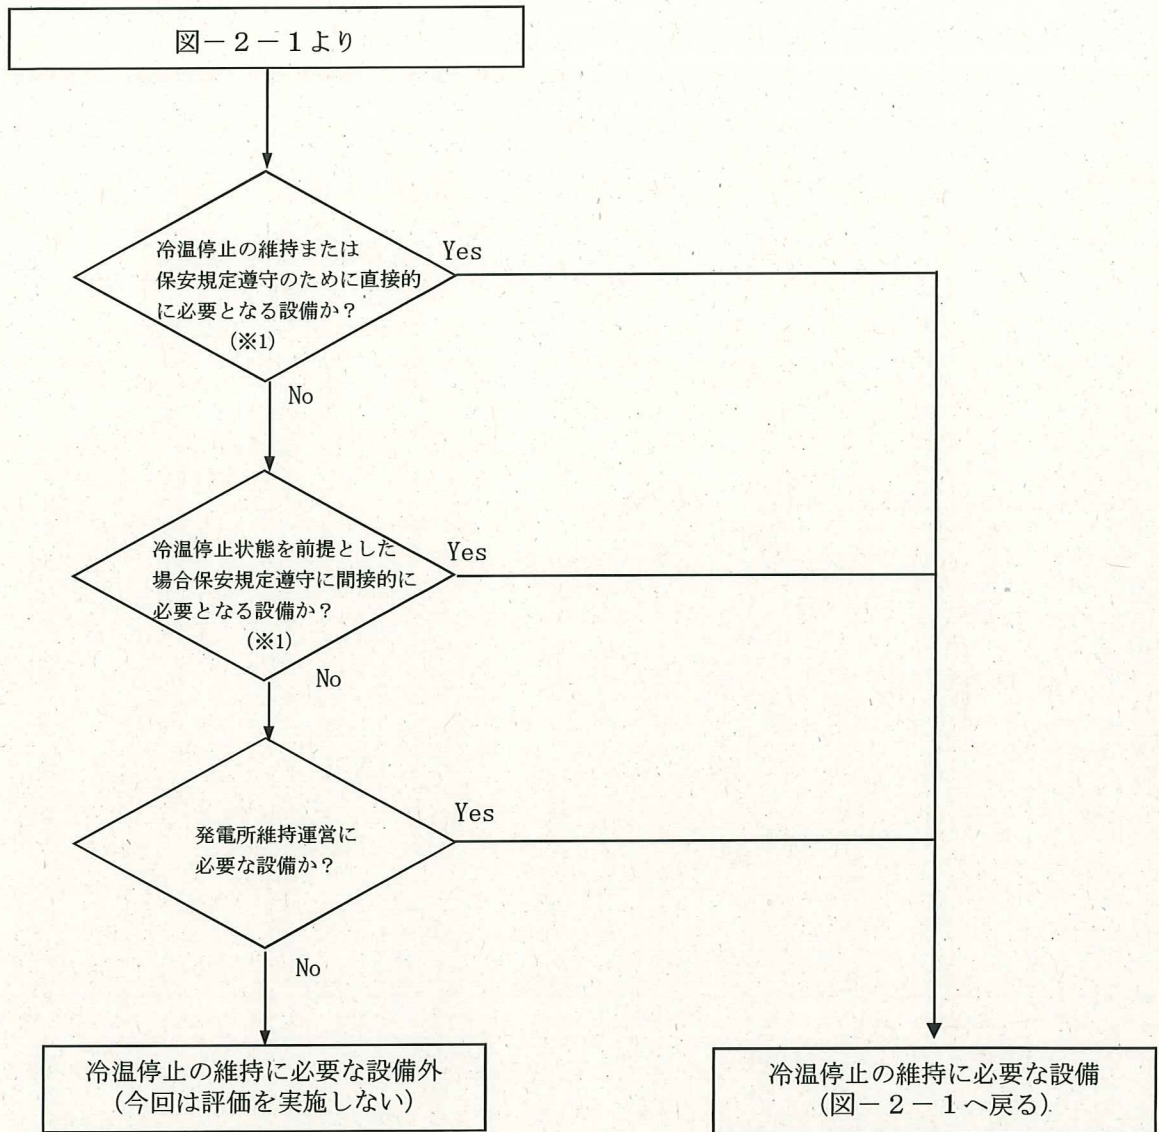 図－２－１より
冷温停止の維持または
保安規定遵守のために直接的
に必要となる設備か？
(※1)
Yes
No
冷温停止状態を前提とした
場合保安規定遵守に間接的に
必要となる設備か？
(※1)
Yes
No
発電所維持運営に
必要な設備か？
Yes
No
冷温停止の維持に必要な設備外
(今回は評価を実施しない)
冷温停止の維持に必要な設備
(図－２－１へ戻る)